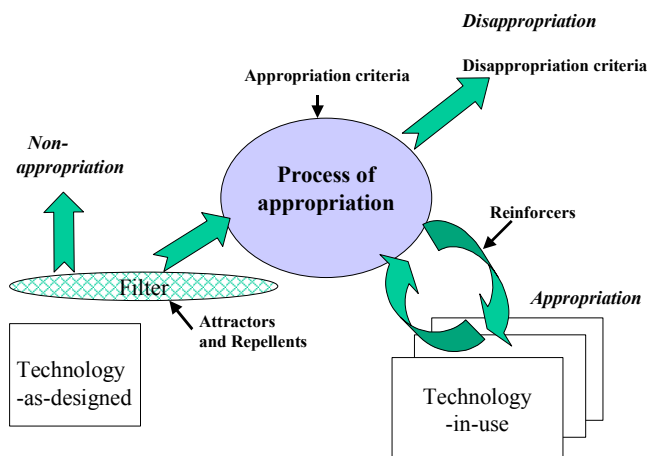 Disappropriation
Disappropriation criteria
Appropriation criteria
Non-
appropriation
Process of
appropriation
Reinforcers
Filter
Appropriation
Attractors
and Repellents
Technology
-as-designed
Technology
-in-use